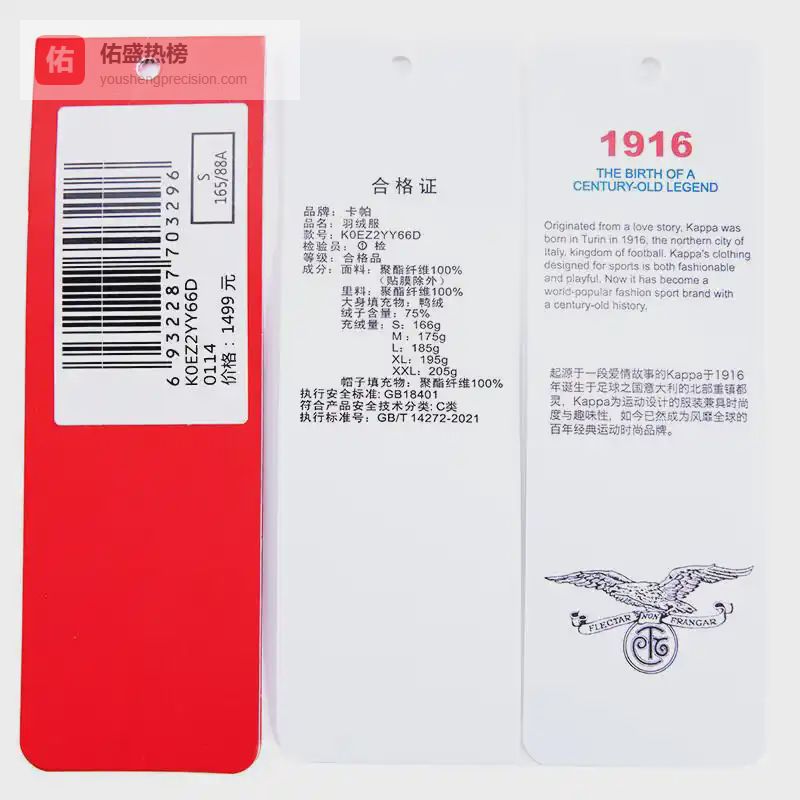 佑
佑盛热榜
youshengprecision.com
S
165/88A
6 932287 703296
K0EZ2YY66D
0114
价格：1499 元
合格证
品牌：卡帕
品名：羽绒服
款号：K0EZ2YY66D
检验员：① 检
等级：合格品
成分：面料：聚酯纤维100%
（贴膜除外）
里料：聚酯纤维100%
大身填充物：鸭绒
绒子含量：75%
充绒量：S：166g
M：175g
L：185g
XL：195g
XXL：205g
帽子填充物：聚酯纤维100%
执行安全标准：GB18401
符合产品安全技术分类：C类
执行标准号：GB/T 14272-2021
1916
THE BIRTH OF A
CENTURY-OLD LEGEND
Originated from a love story, Kappa was
born in Turin in 1916, the northern city of
Italy, kingdom of football. Kappa's clothing
designed for sports is both fashionable
and playful. Now it has become a
world-popular fashion sport brand with
a century-old history.
起源于一段爱情故事的Kappa于1916
年诞生于足球之国意大利的北部重镇都
灵，Kappa为运动设计的服装兼具时尚
度与趣味性，如今已然成为风靡全球的
百年经典运动时尚品牌。
FLECTAR NON FRANGAR